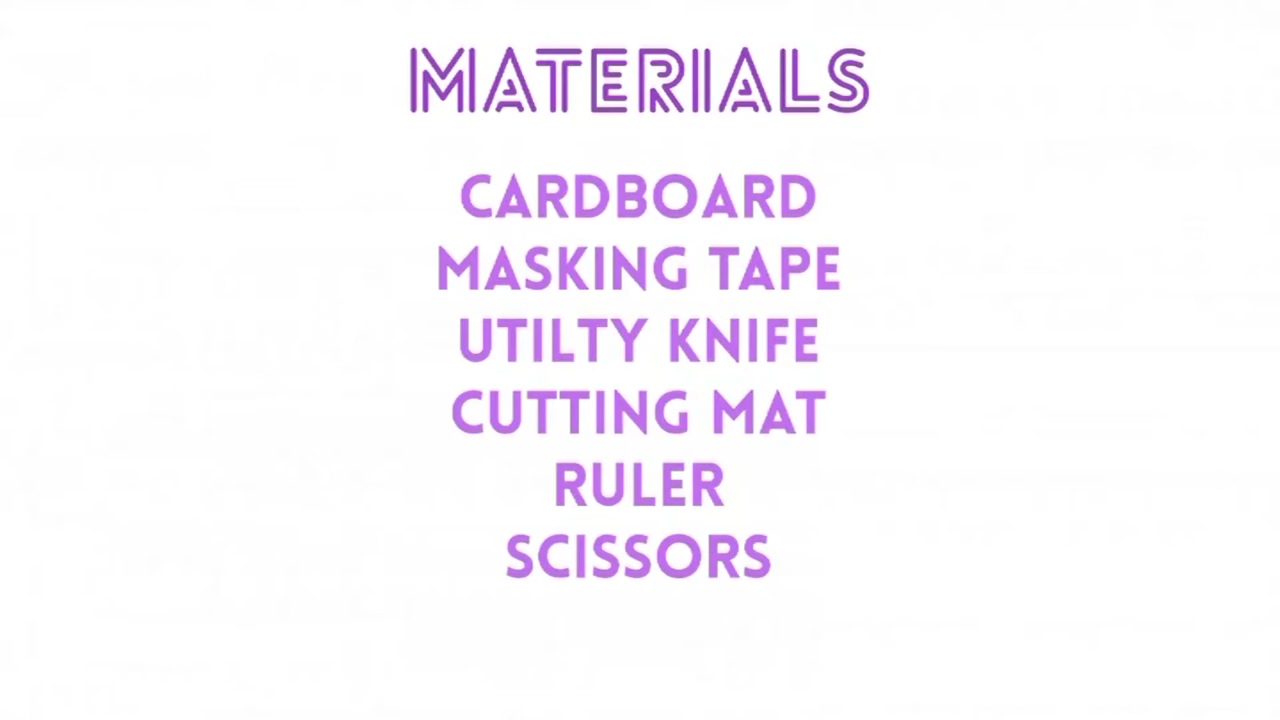 MATERIALS
CARDBOARD
MASKING TAPE
UTILTY KNIFE
CUTTING MAT
RULER
SCISSORS